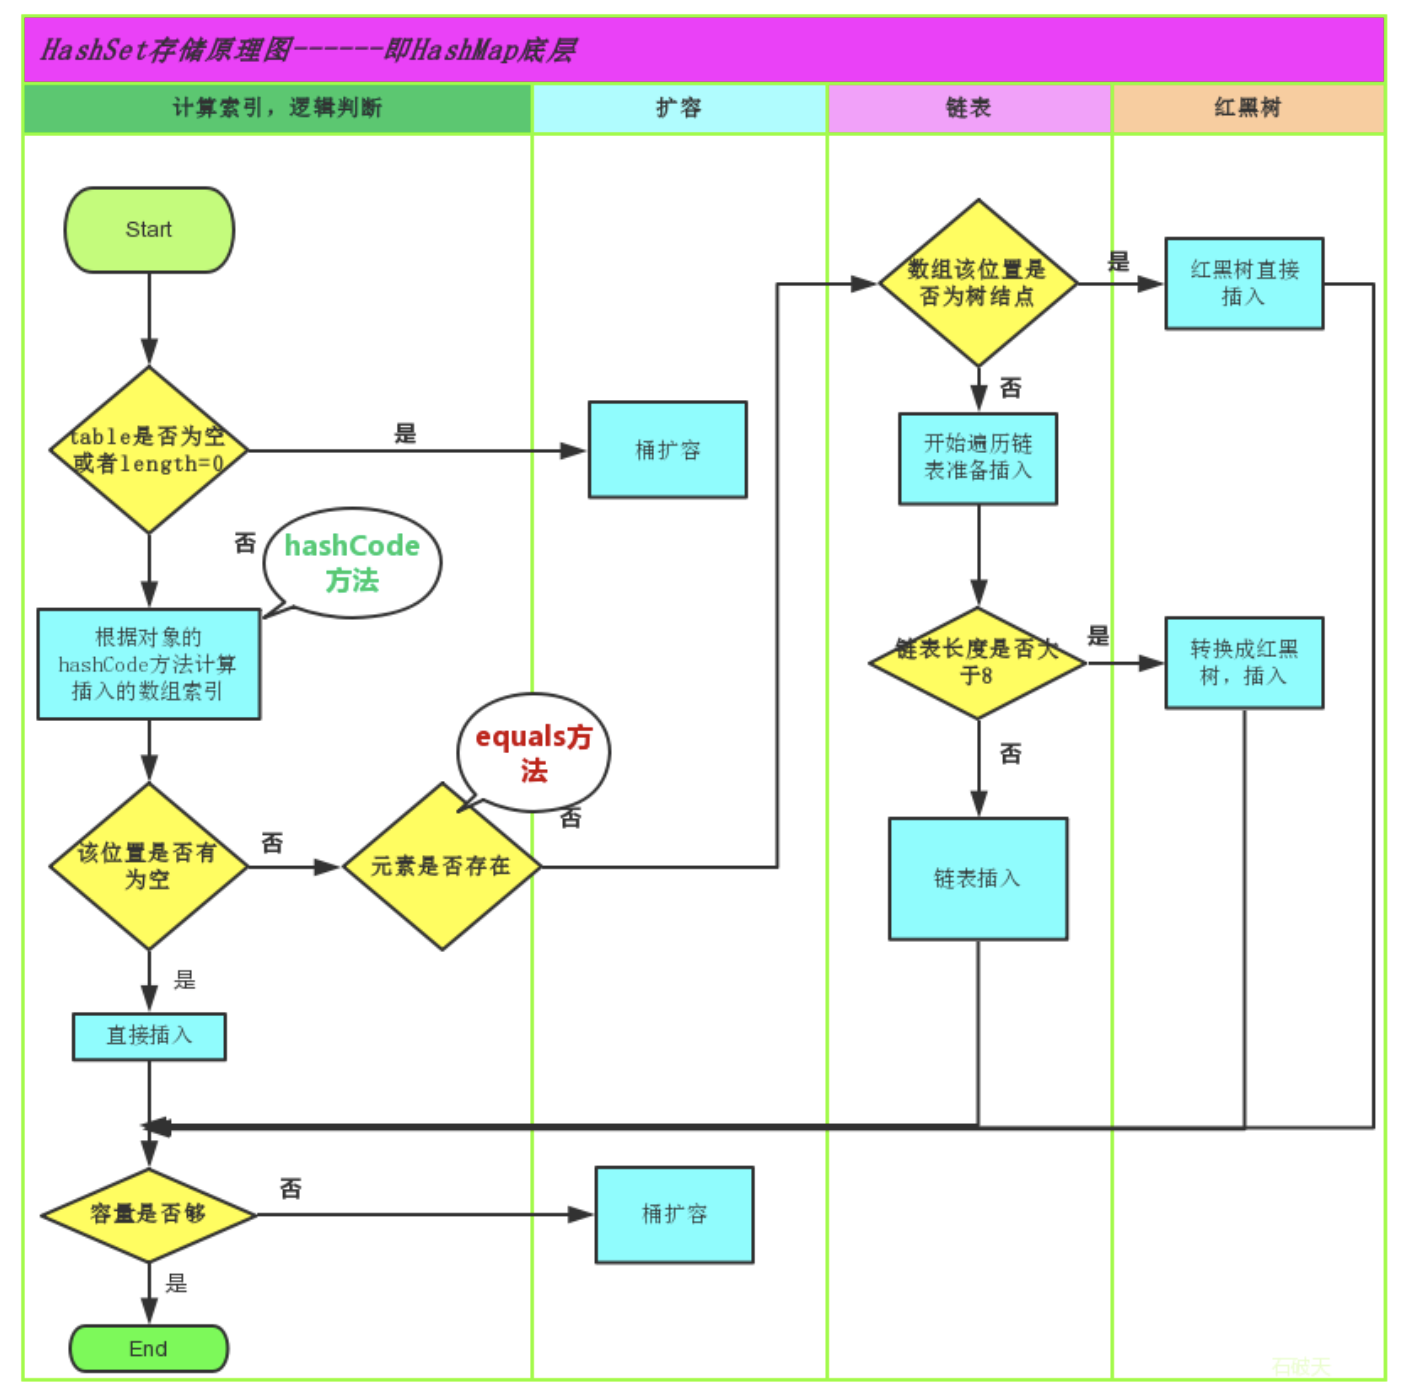 HashSet存储原理图------即HashMap底层
计算索引，逻辑判断
扩容
链表
红黑树
Start
table是否为空
或者length=0
是
桶扩容
否
hashCode
方法
根据对象的
hashCode方法计算
插入的数组索引
该位置是否有
为空
否
equals方
法
元素是否存在
否
是
直接插入
数组该位置是
否为树结点
是
红黑树直接
插入
否
开始遍历链
表准备插入
链表长度是否大
于8
是
转换成红黑
树，插入
否
链表插入
容量是否够
否
桶扩容
是
End
石破天